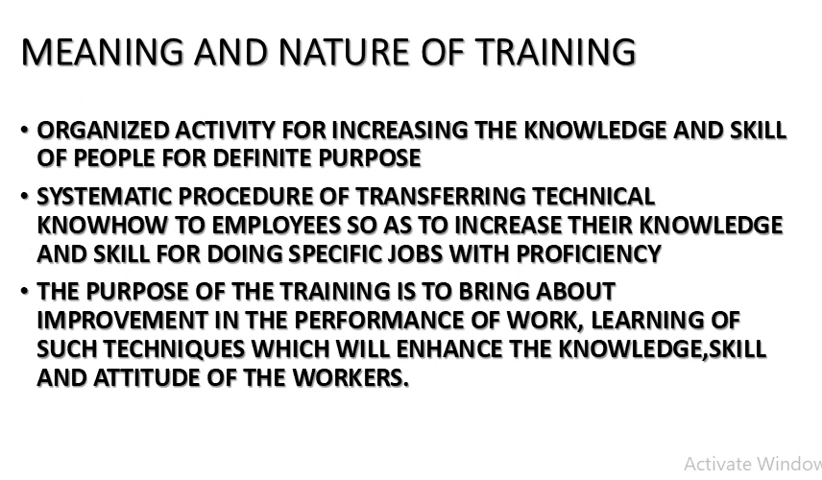 MEANING AND NATURE OF TRAINING
• ORGANIZED ACTIVITY FOR INCREASING THE KNOWLEDGE AND SKILL
OF PEOPLE FOR DEFINITE PURPOSE
• SYSTEMATIC PROCEDURE OF TRANSFERRING TECHNICAL
KNOWHOW TO EMPLOYEES SO AS TO INCREASE THEIR KNOWLEDGE
AND SKILL FOR DOING SPECIFIC JOBS WITH PROFICIENCY
• THE PURPOSE OF THE TRAINING IS TO BRING ABOUT
IMPROVEMENT IN THE PERFORMANCE OF WORK, LEARNING OF
SUCH TECHNIQUES WHICH WILL ENHANCE THE KNOWLEDGE,SKILL
AND ATTITUDE OF THE WORKERS.
Activate Window